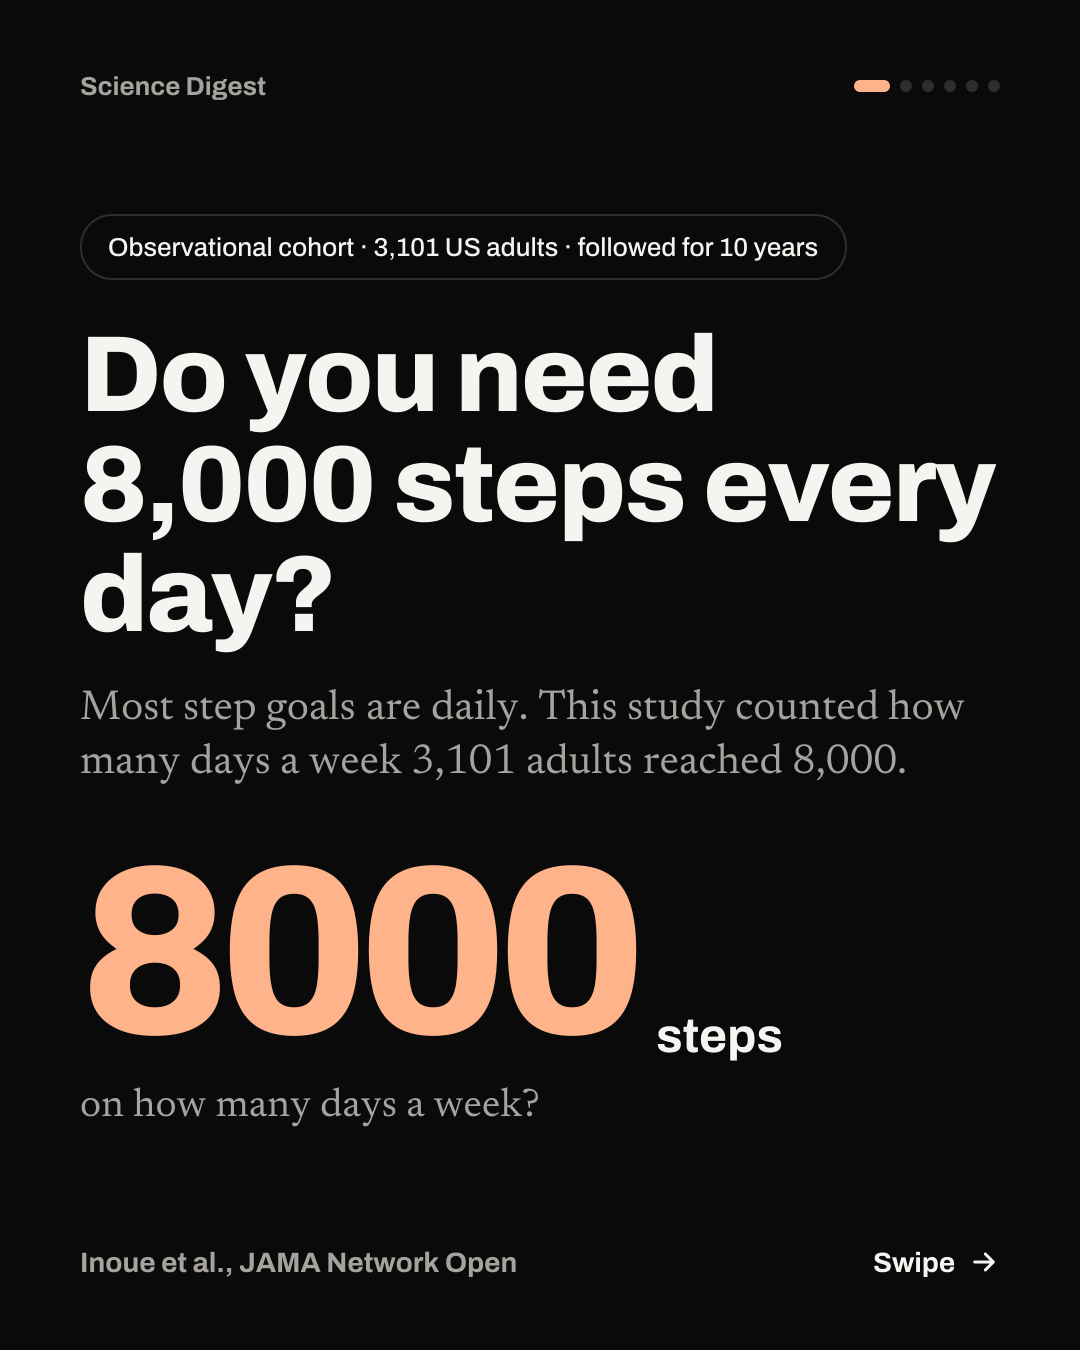 Science Digest
Observational cohort · 3,101 US adults · followed for 10 years
Do you need
8,000 steps every
day?
Most step goals are daily. This study counted how
many days a week 3,101 adults reached 8,000.
8000 steps
on how many days a week?
Inoue et al., JAMA Network Open
Swipe →